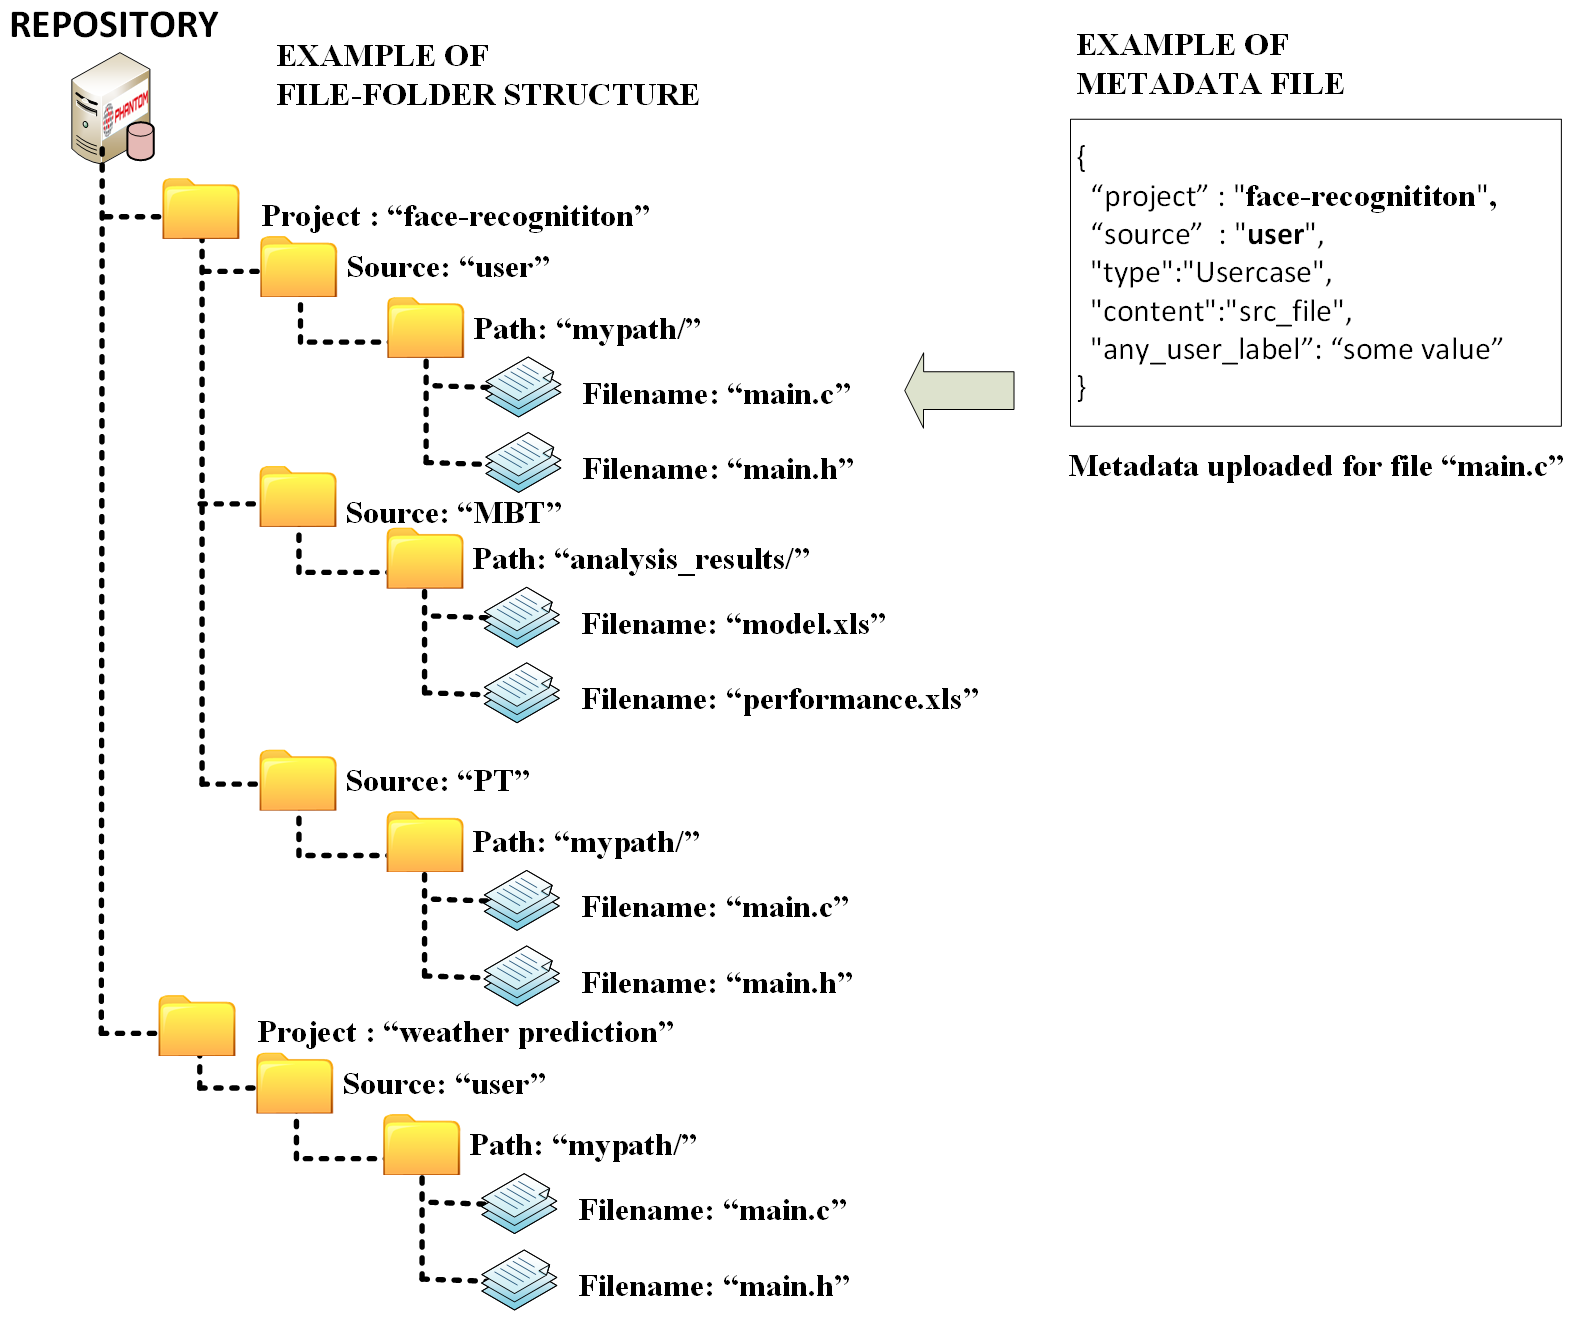 REPOSITORY
EXAMPLE OF
FILE-FOLDER STRUCTURE
PHANTOM
Project : “face-recognititon”
Source: “user”
Path: “mypath/”
Filename: “main.c”
Filename: “main.h”
Source: “MBT”
Path: “analysis_results/”
Filename: “model.xls”
Filename: “performance.xls”
Source: “PT”
Path: “mypath/”
Filename: “main.c”
Filename: “main.h”
Project : “weather prediction”
Source: “user”
Path: “mypath/”
Filename: “main.c”
Filename: “main.h”
EXAMPLE OF
METADATA FILE
{
“project” : "face-recognititon",
“source” : "user",
"type":"Usercase",
"content":"src_file",
"any_user_label”: “some value”
}
Metadata uploaded for file “main.c”